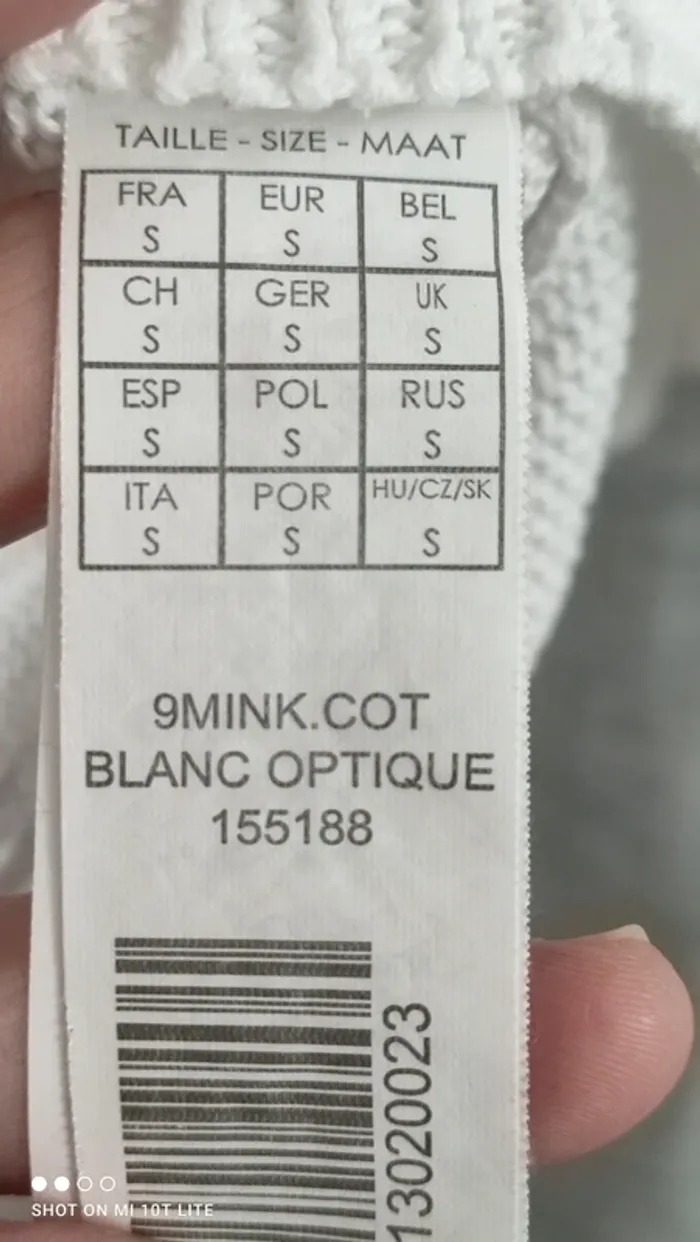 TAILLE - SIZE - MAAT
FRA EUR BEL
S S S
CH GER UK
S S S
ESP POL RUS
S S S
ITA POR HU/CZ/SK
S S S
9MINK.COT
BLANC OPTIQUE
155188
13020023
SHOT ON MI 10T LITE